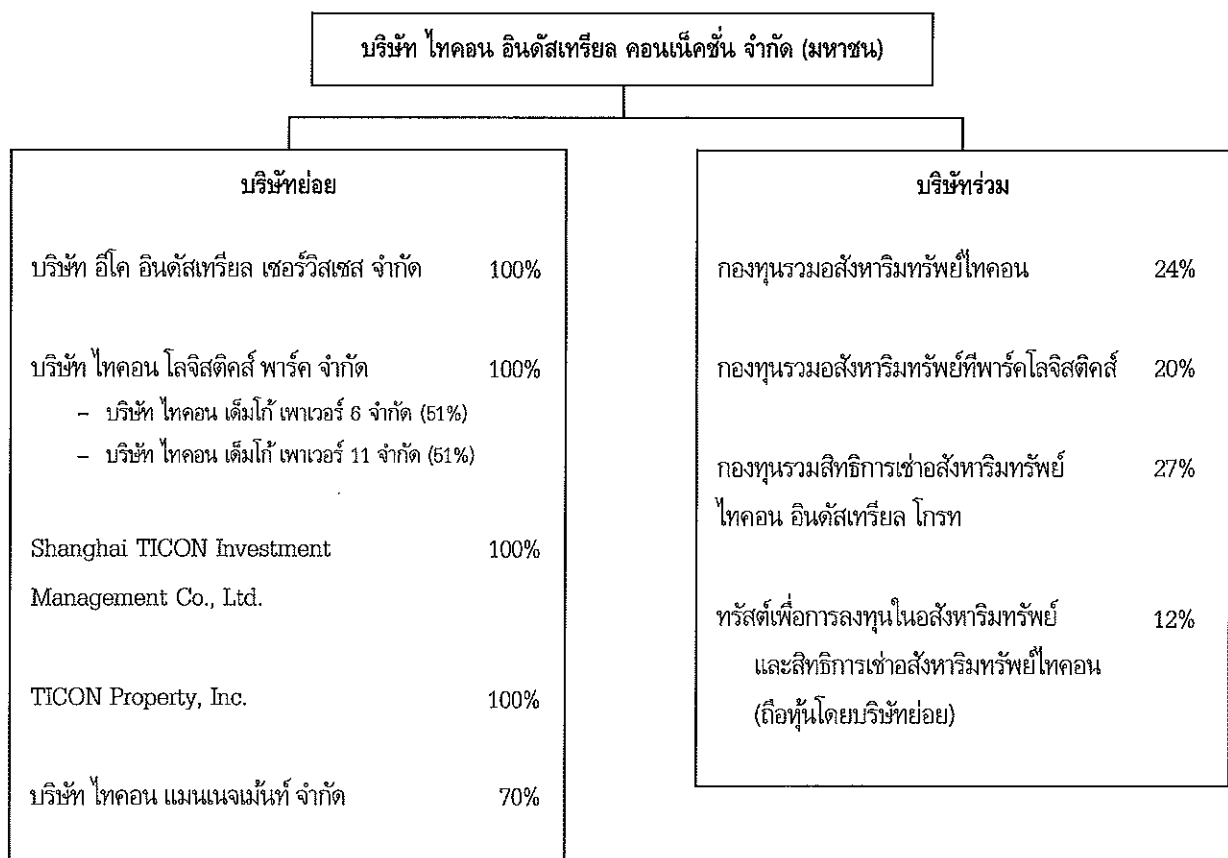 บริษัท ไทคอน อินดัสเทรียล คอนเน็คชั่น จำกัด (มหาชน)
บริษัทย่อย
บริษัท อีโค อินดัสเทรียล เซอร์วิสเซส จำกัด 100%
บริษัท ไทคอน โลจิสติคส์ พาร์ค จำกัด 100%
– บริษัท ไทคอน เด็มโก้ เพาเวอร์ 6 จำกัด (51%)
– บริษัท ไทคอน เด็มโก้ เพาเวอร์ 11 จำกัด (51%)
Shanghai TICON Investment 100%
Management Co., Ltd.
TICON Property, Inc. 100%
บริษัท ไทคอน แมนเนจเม้นท์ จำกัด 70%
บริษัทร่วม
กองทุนรวมอสังหาริมทรัพย์ไทคอน 24%
กองทุนรวมอสังหาริมทรัพย์ทีพาร์คโลจิสติคส์ 20%
กองทุนรวมสิทธิการเช่าอสังหาริมทรัพย์ 27%
ไทคอน อินดัสเทรียล โกรท
ทรัสต์เพื่อการลงทุนในอสังหาริมทรัพย์ 12%
และสิทธิการเช่าอสังหาริมทรัพย์ไทคอน
(ถือหุ้นโดยบริษัทย่อย)